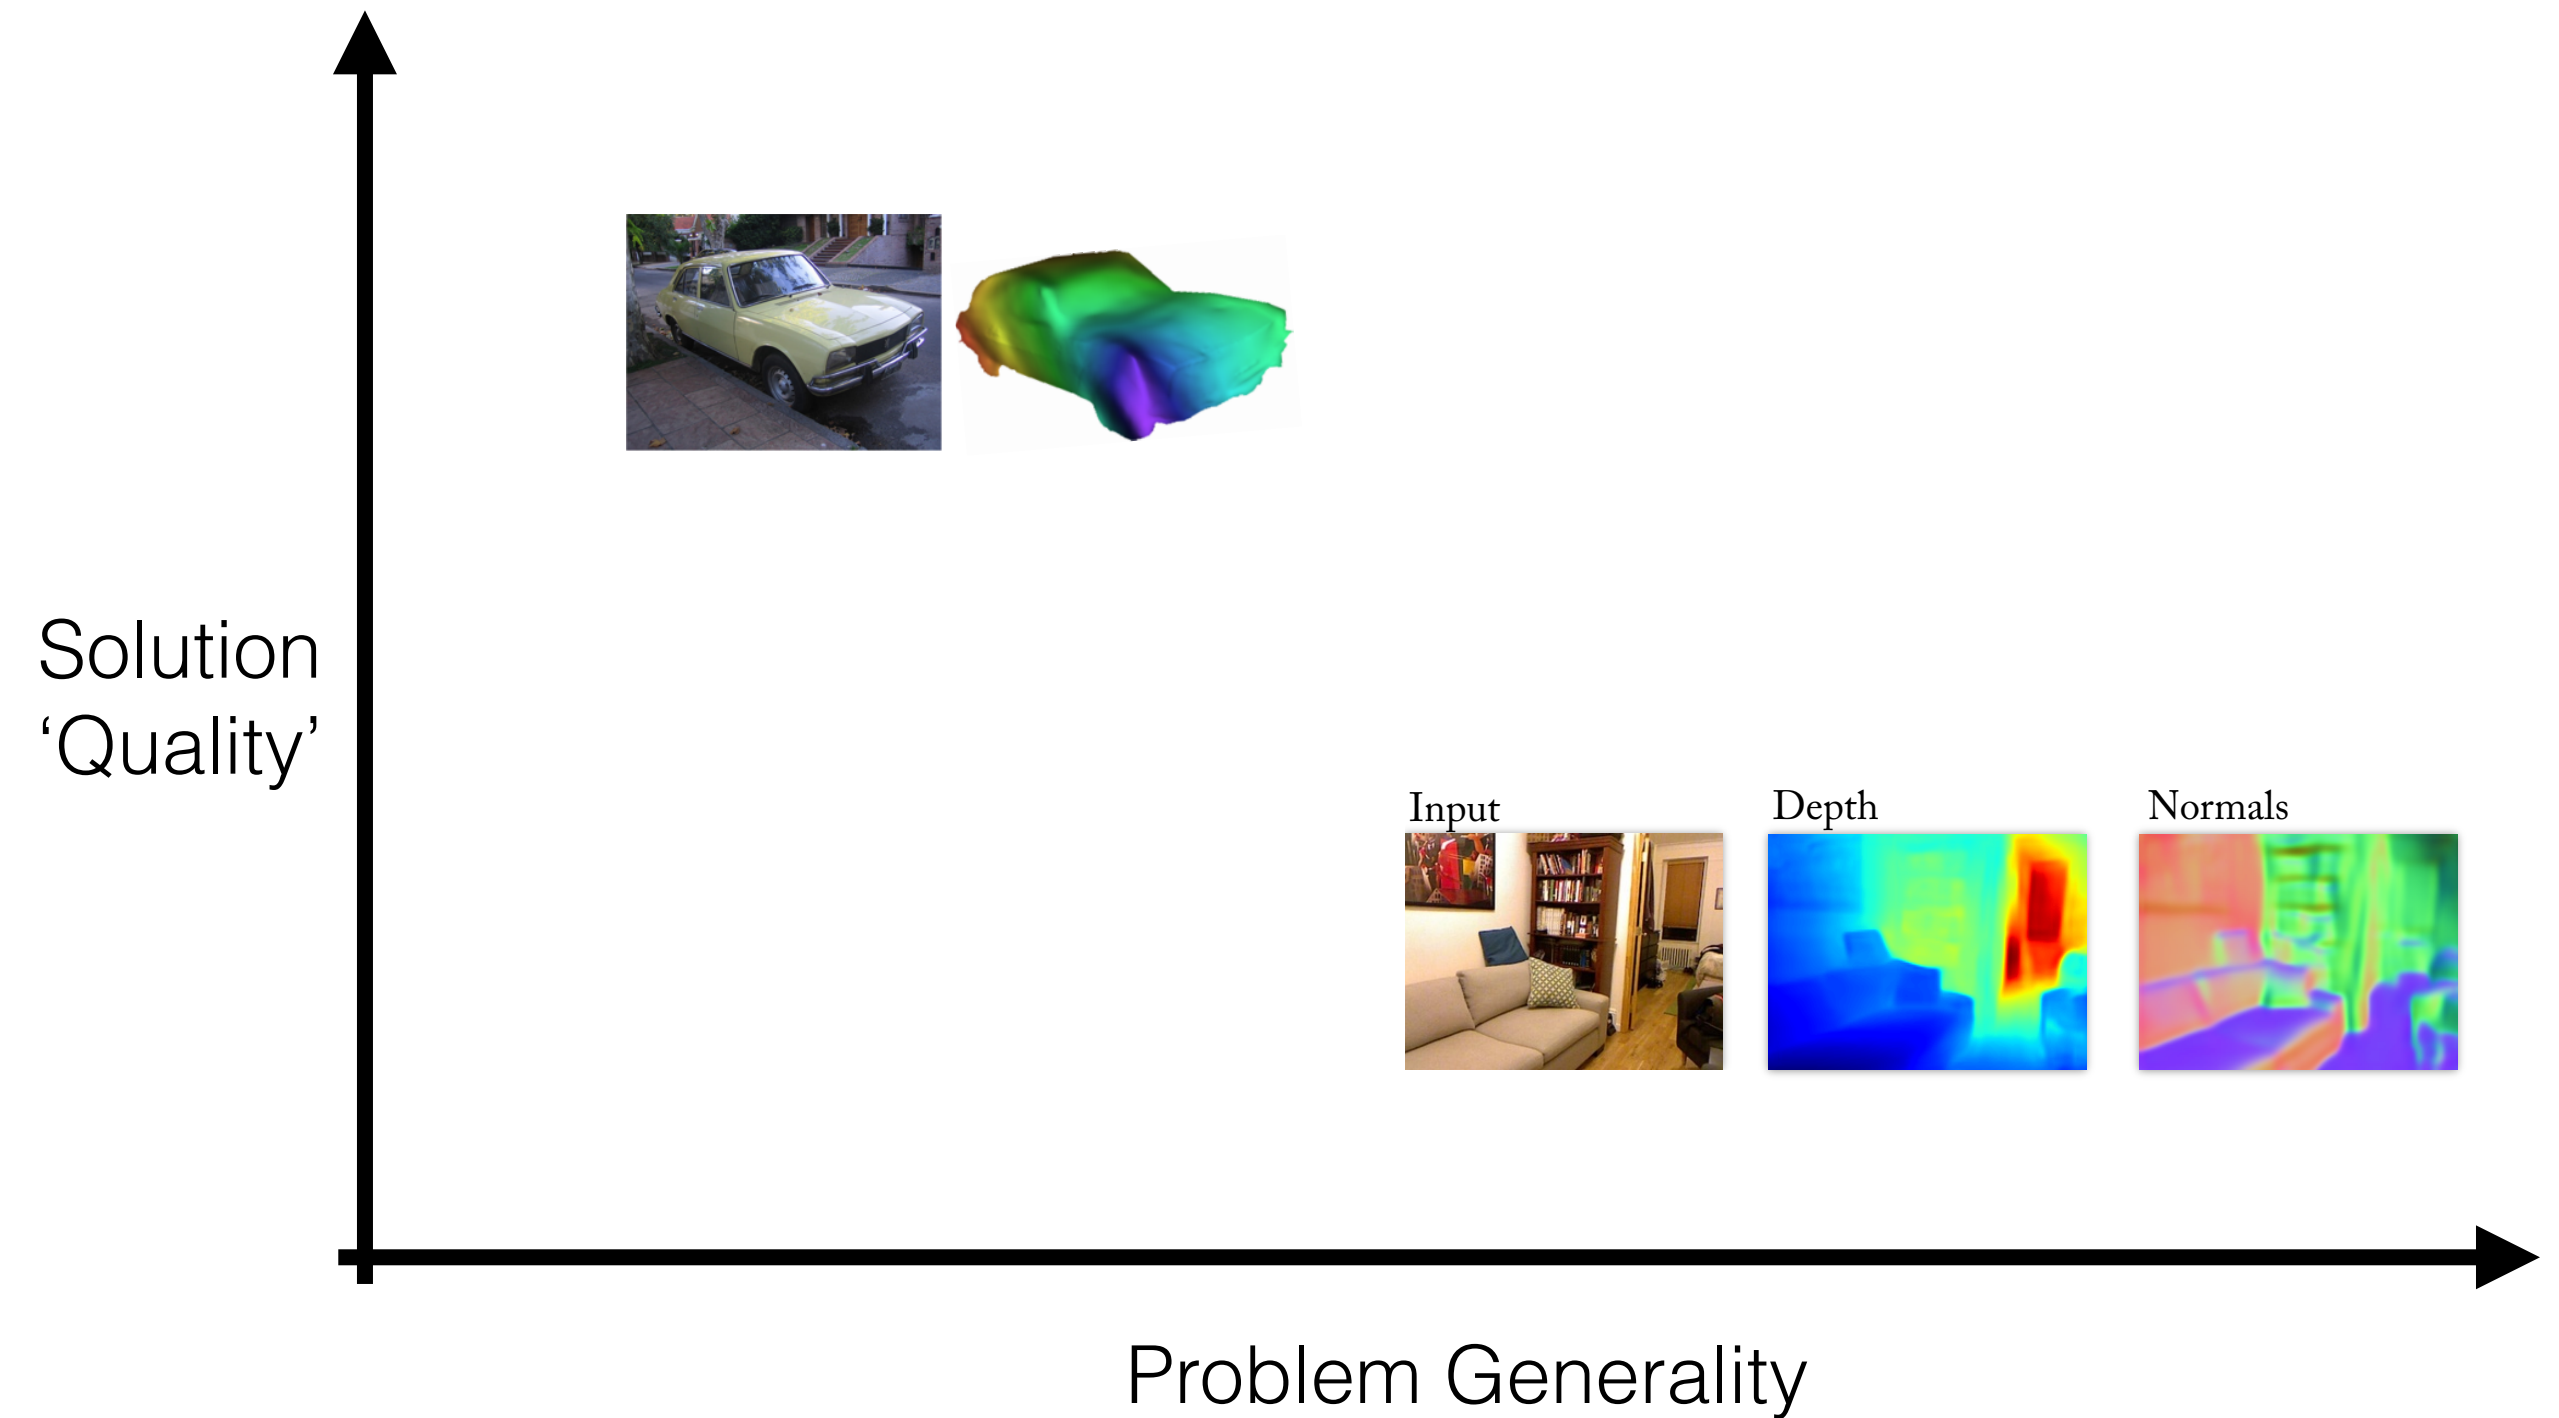 Solution
‘Quality’
Input
Depth
Normals
Problem Generality